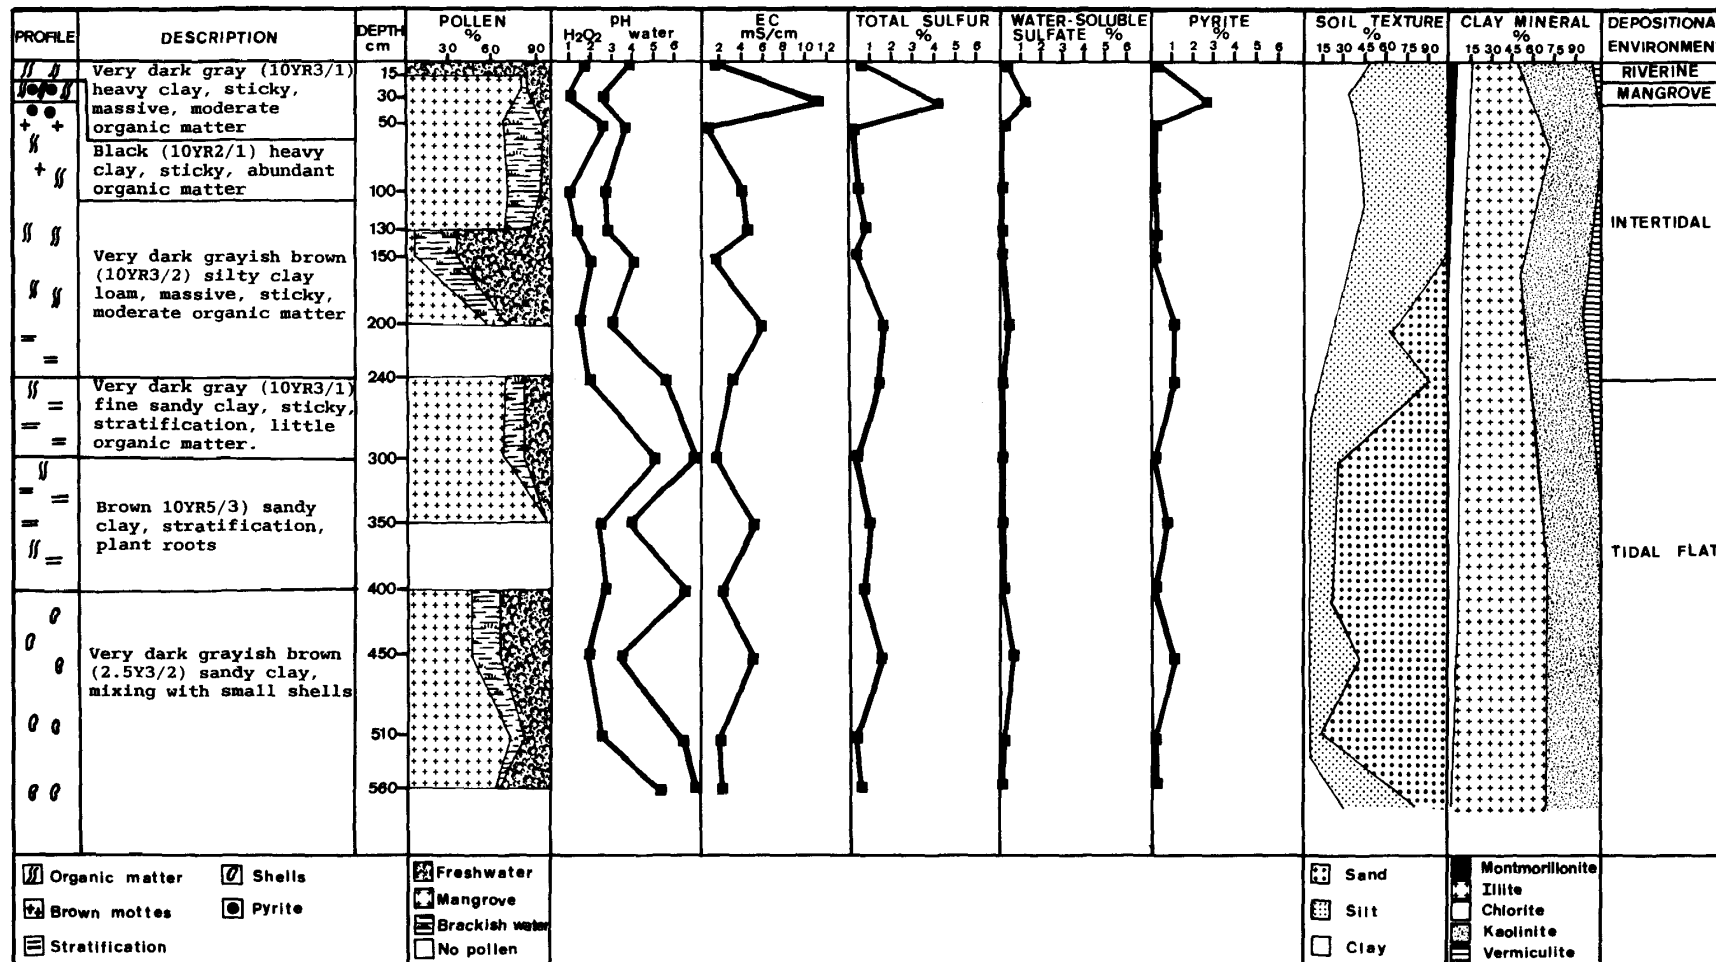 PROFILE
DESCRIPTION
DEPTH
cm
POLLEN
%
30 60 90
PH
H2O2 water
1 2 3 4 5 6
EC
mS/cm
2 4 6 8 10 12
TOTAL SULFUR
%
1 2 3 4 5 6
WATER-SOLUBLE
SULFATE %
1 2 3 4 5 6
PYRITE
%
1 2 3 4 5 6
SOIL TEXTURE
%
15 30 45 60 75 90
CLAY MINERAL
%
15 30 45 60 75 90
DEPOSITIONA
ENVIRONMEN
Very dark gray (10YR3/1)
heavy clay, sticky,
massive, moderate
organic matter
Black (10YR2/1) heavy
clay, sticky, abundant
organic matter
Very dark grayish brown
(10YR3/2) silty clay
loam, massive, sticky,
moderate organic matter
Very dark gray (10YR3/1)
fine sandy clay, sticky,
stratification, little
organic matter.
Brown 10YR5/3) sandy
clay, stratification,
plant roots
Very dark grayish brown
(2.5Y3/2) sandy clay,
mixing with small shells
15
30
50
100
130
150
200
240
300
350
400
450
510
560
RIVERINE
MANGROVE
INTERTIDAL
TIDAL FLAT
Organic matter
Shells
Brown mottes
Pyrite
Stratification
Freshwater
Mangrove
Brackish water
No pollen
Sand
Silt
Clay
Montmorillonite
Illite
Chlorite
Kaolinite
Vermiculite